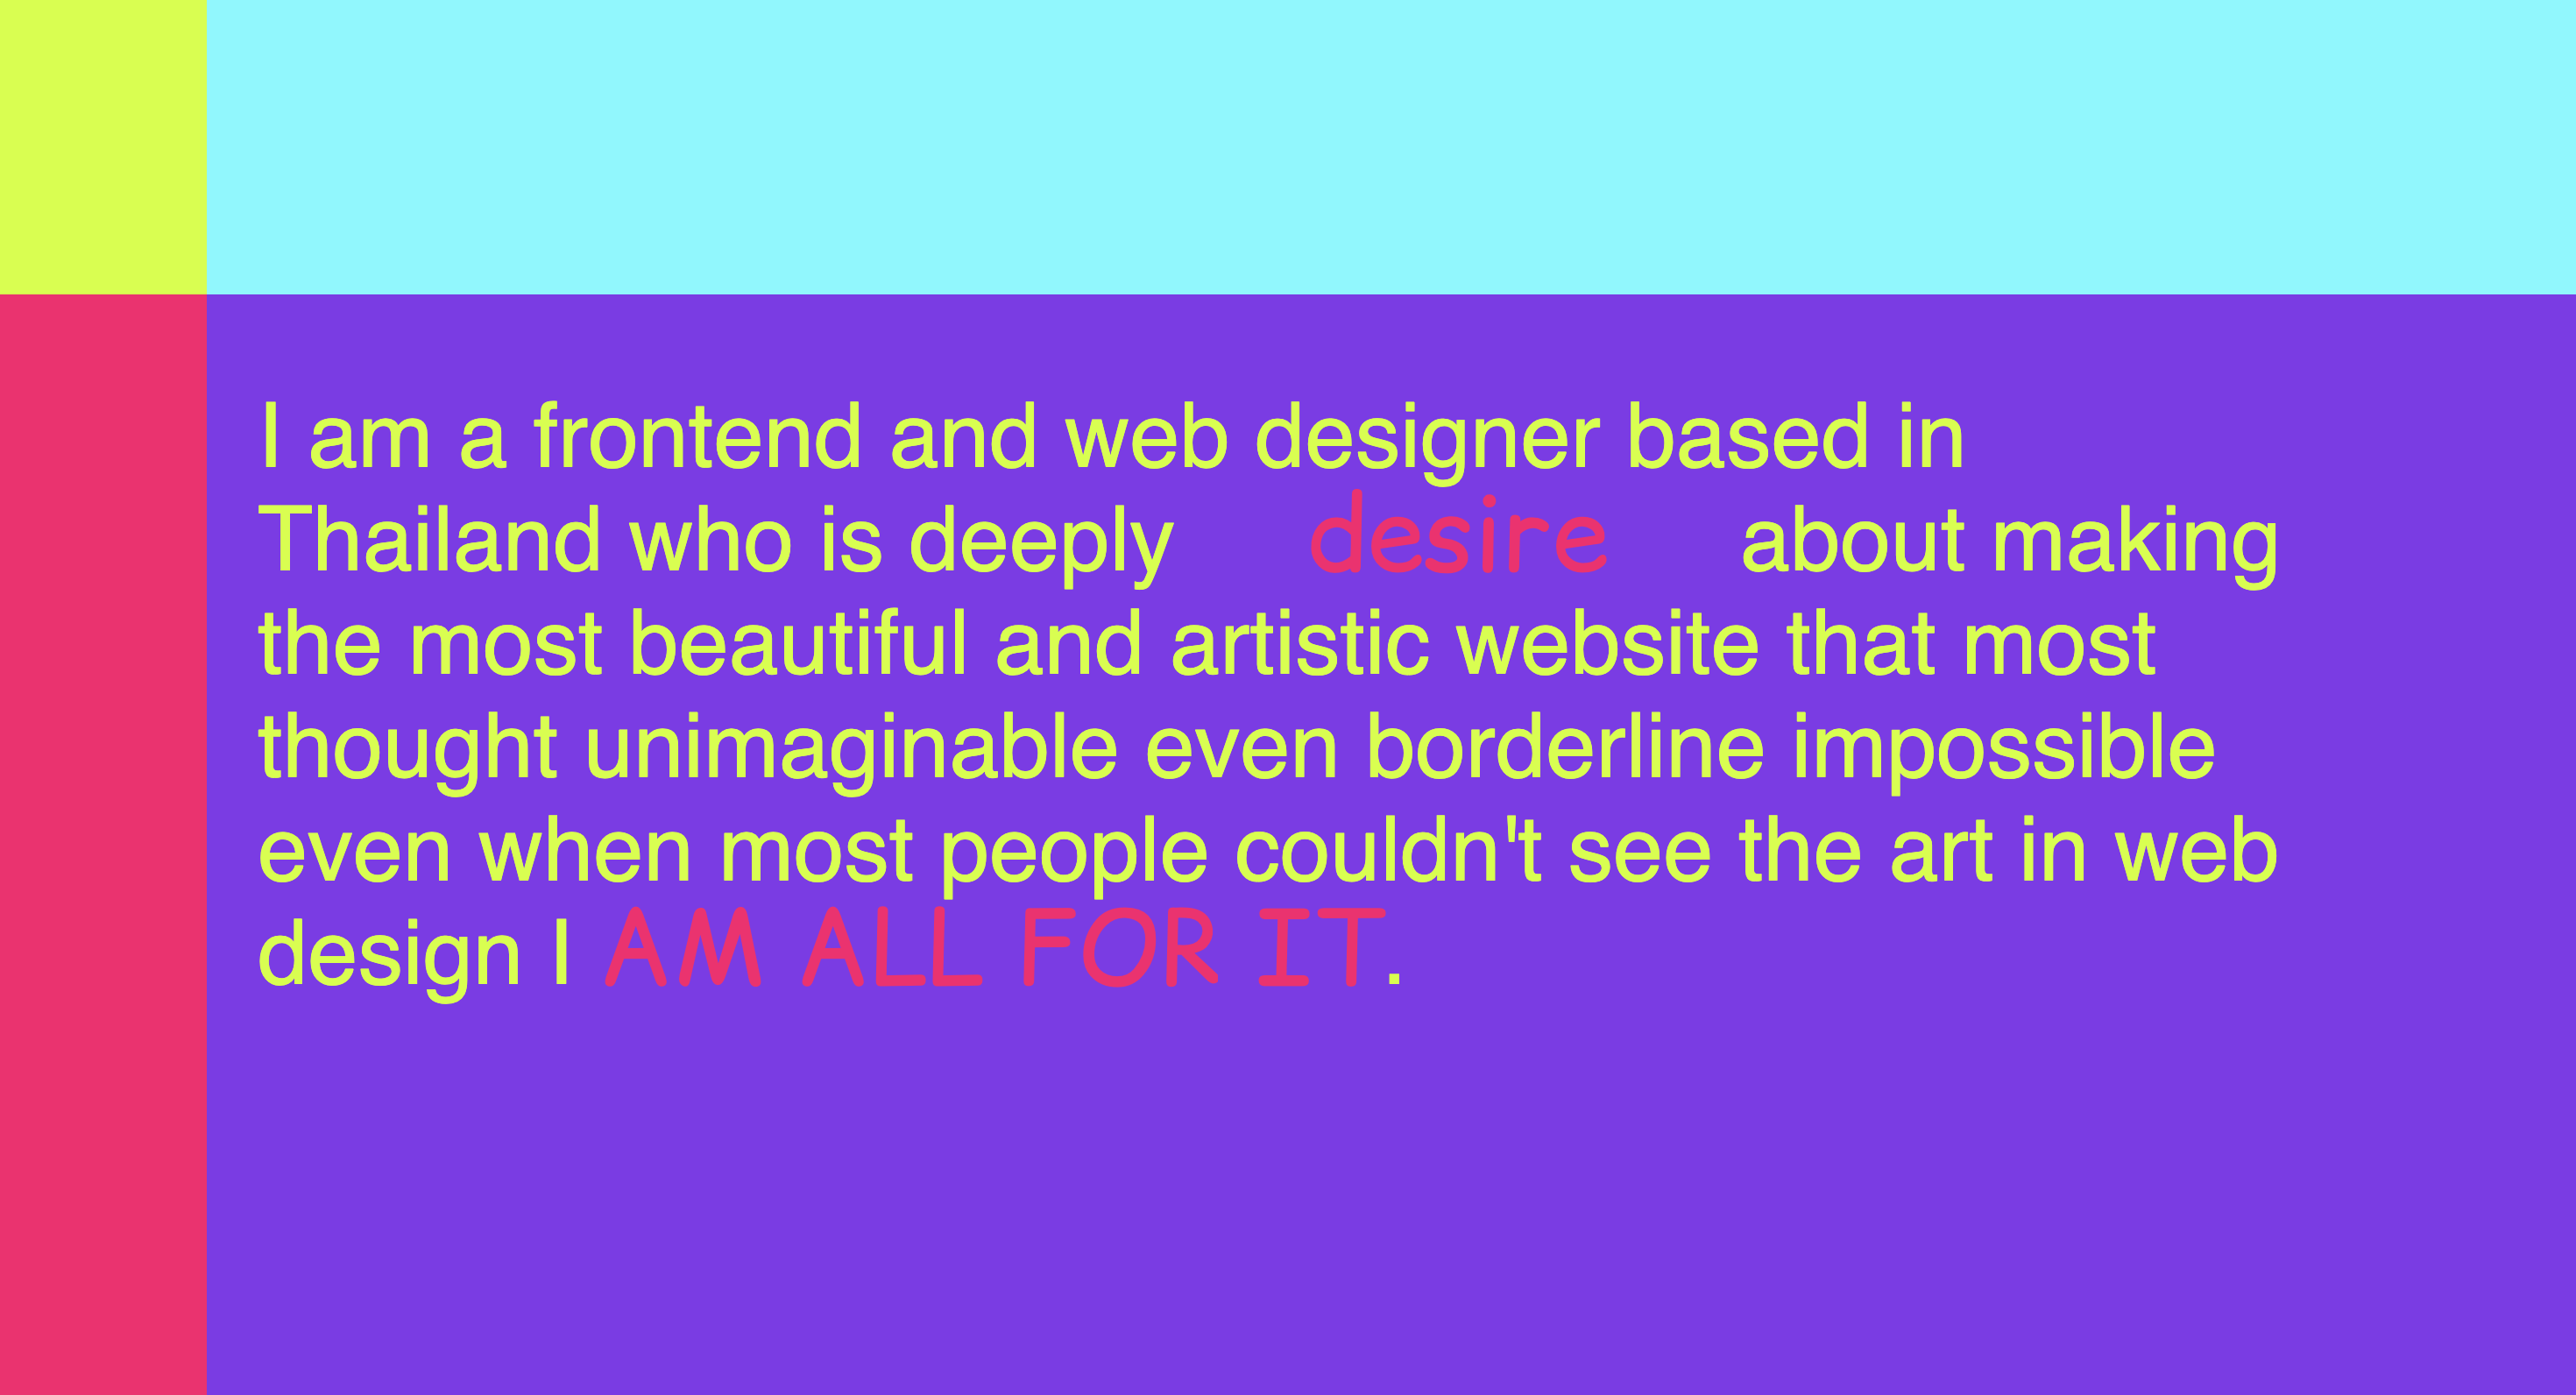 I am a frontend and web designer based in
Thailand who is deeply desire about making
the most beautiful and artistic website that most
thought unimaginable even borderline impossible
even when most people couldn't see the art in web
design I AM ALL FOR IT.